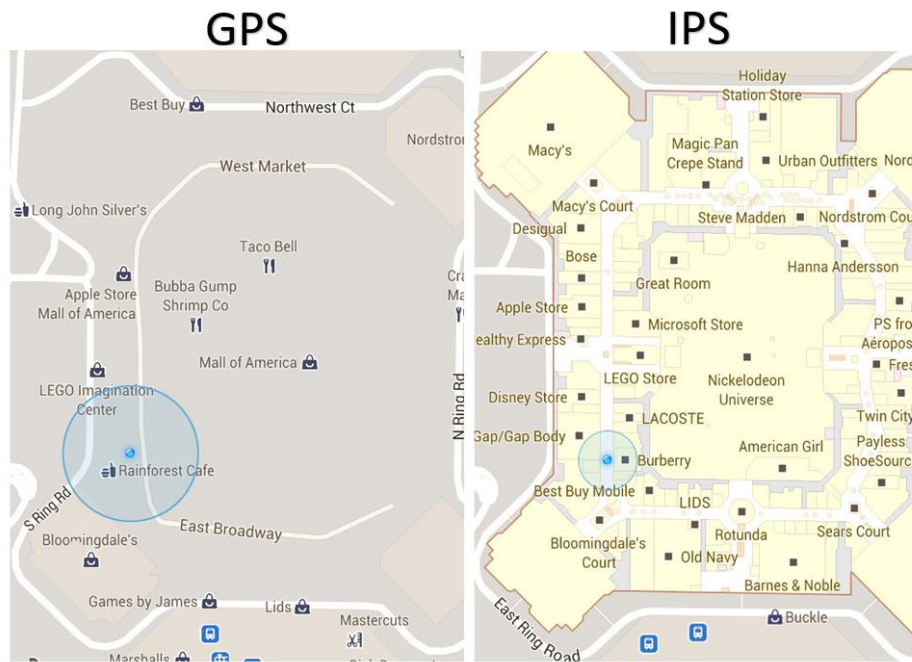 GPS
Best Buy
Northwest Ct
Nordstro
West Market
Long John Silver's
Taco Bell
Apple Store
Mall of America
Bubba Gump
Shrimp Co
Cra
Ma
Mall of America
LEGO Imagination
Center
N Ring Rd
Rainforest Cafe
S Ring Rd
East Broadway
Bloomingdale's
Games by James
Lids
Mastercuts
Marshalls
IPS
Holiday
Station Store
Macy's
Magic Pan
Crepe Stand
Urban Outfitters
Nord
Macy's Court
Steve Madden
Nordstrom Cou
Desigual
Bose
Hanna Andersson
Great Room
Apple Store
Microsoft Store
PS fro
Aéropos
ealthy Express
LEGO Store
Nickelodeon
Universe
Fres
Disney Store
LACOSTE
Twin City
Gap/Gap Body
Burberry
American Girl
Payless
ShoeSourc
Best Buy Mobile
LIDS
Bloomingdale's
Court
Rotunda
Sears Court
Old Navy
Barnes & Noble
East Ring Road
Buckle